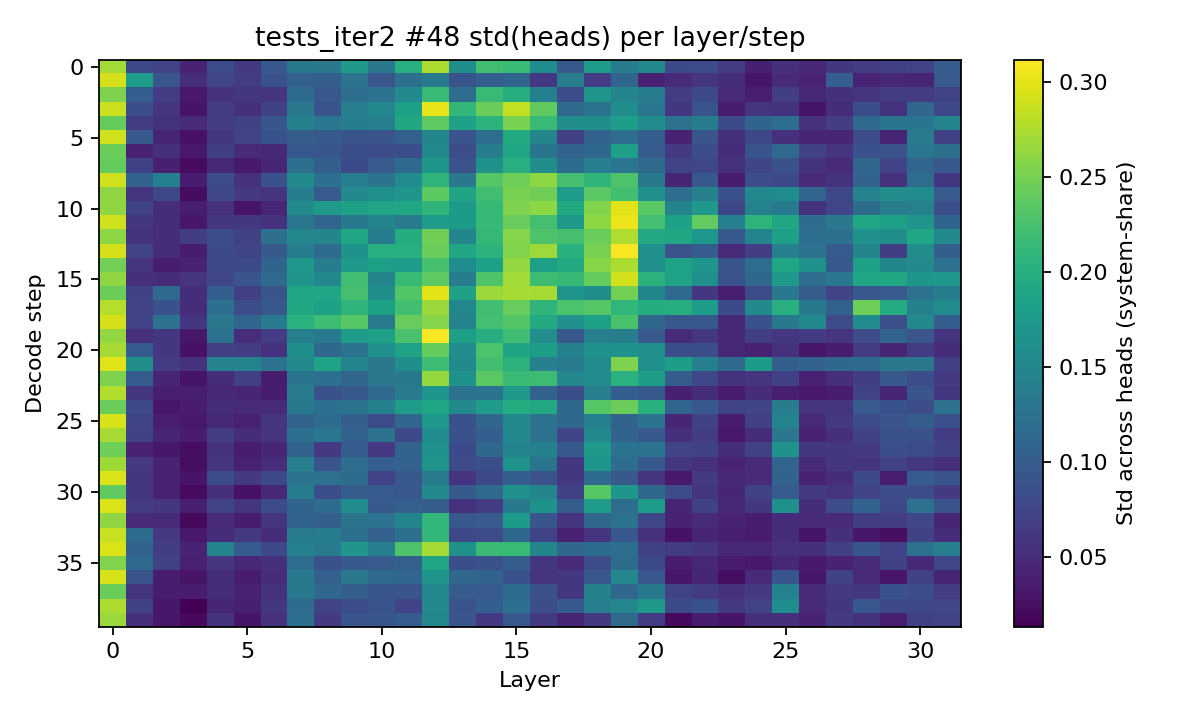 tests_iter2 #48 std(heads) per layer/step
0
5
10
15
20
25
30
35
Decode step
0 5 10 15 20 25 30
Layer
0.30
0.25
0.20
0.15
0.10
0.05
Std across heads (system-share)